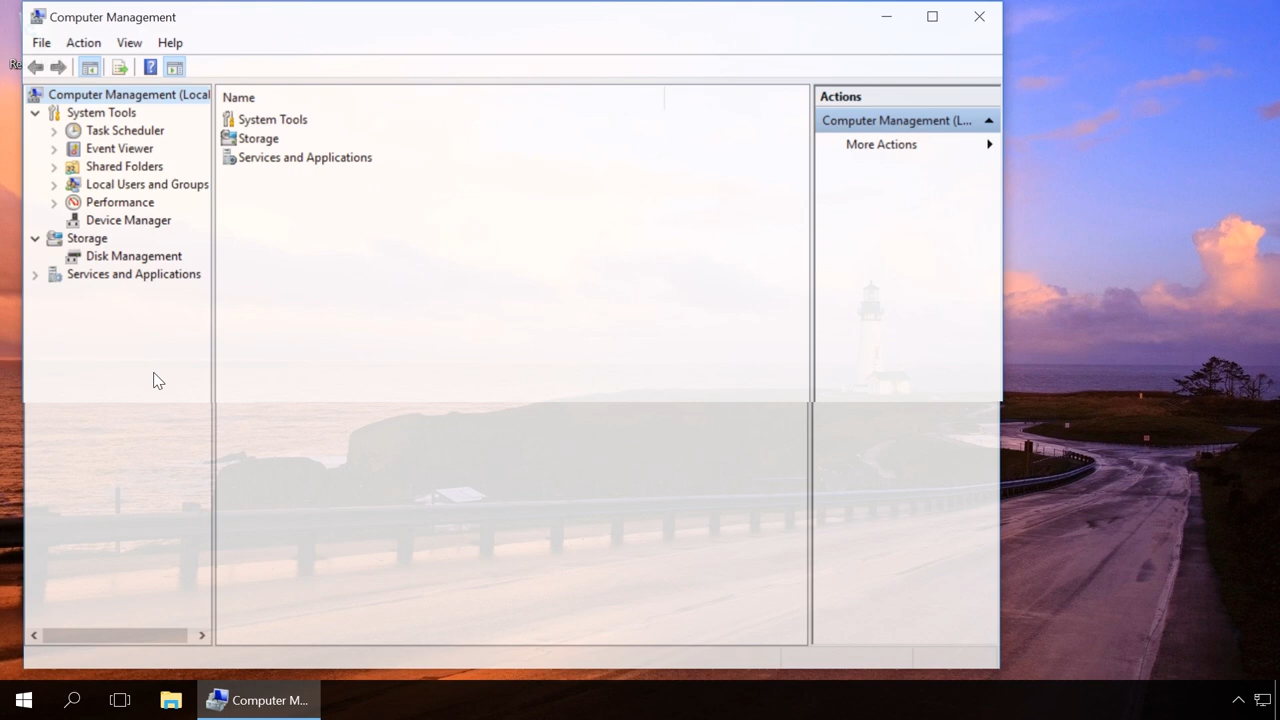 Computer Management
File Action View Help
Computer Management (Local
System Tools
Task Scheduler
Event Viewer
Shared Folders
Local Users and Groups
Performance
Device Manager
Storage
Disk Management
Services and Applications
Name
System Tools
Storage
Services and Applications
Actions
Computer Management (L...
More Actions
Re
Computer M...